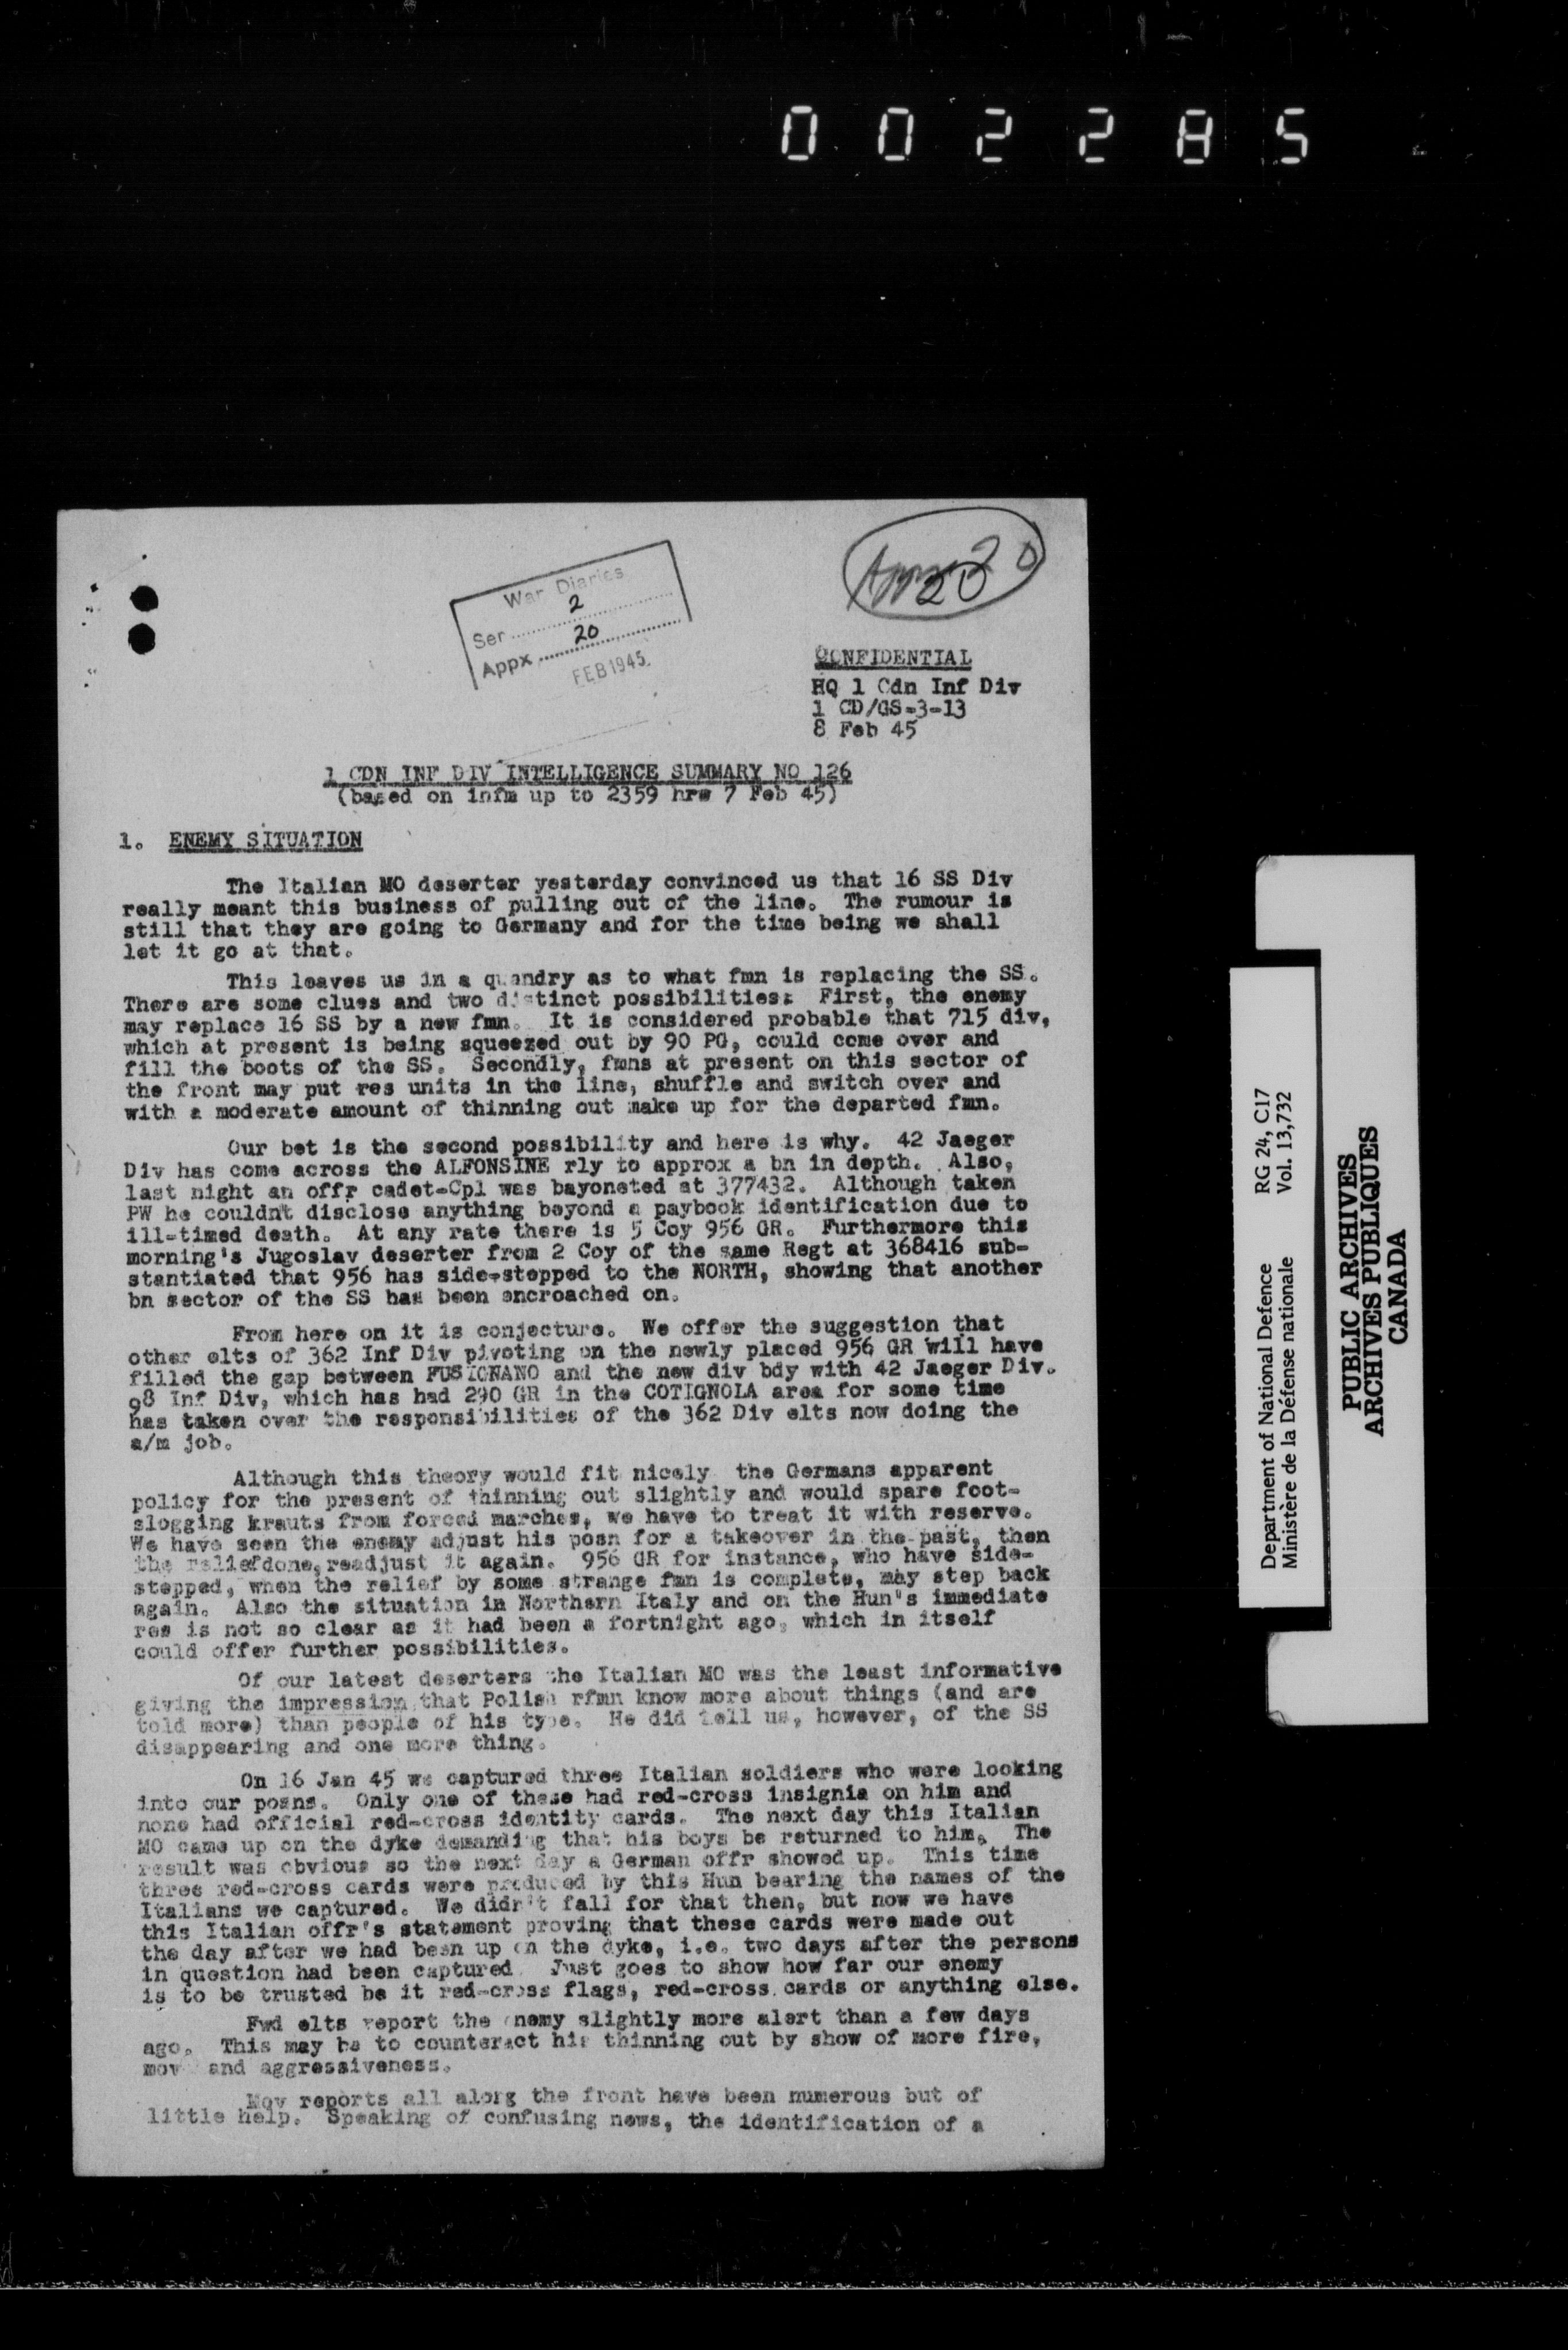 002285
War Diaries
Ser 2
Appx 20
FEB 1945
20
CONFIDENTIAL
HQ 1 Cdn Inf Div
1 CD/GS-3-13
8 Feb 45
1 CDN INF DIV INTELLIGENCE SUMMARY NO 126
(based on infm up to 2359 hrs 7 Feb 45)
1. ENEMY SITUATION
The Italian MO deserter yesterday convinced us that 16 SS Div
really meant this business of pulling out of the line. The rumour is
still that they are going to Germany and for the time being we shall
let it go at that.
This leaves us in a quandry as to what fmn is replacing the SS.
There are some clues and two distinct possibilities: First, the enemy
may replace 16 SS by a new fmn. It is considered probable that 715 div,
which at present is being squeezed out by 90 PG, could come over and
fill the boots of the SS. Secondly, fmns at present on this sector of
the front may put res units in the line, shuffle and switch over and
with a moderate amount of thinning out make up for the departed fmn.
Our bet is the second possibility and here is why. 42 Jaeger
Div has come across the ALFONSINE rly to approx a bn in depth. Also,
last night an offr cadet-Cpl was bayoneted at 377432. Although taken
PW he couldn't disclose anything beyond a paybook identification due to
ill-timed death. At any rate there is 5 Coy 956 GR. Furthermore this
morning's Jugoslav deserter from 2 Coy of the same Regt at 368416 sub-
stantiated that 956 has side-stepped to the NORTH, showing that another
bn sector of the SS has been encroached on.
From here on it is conjecture. We offer the suggestion that
other elts of 362 Inf Div pivoting on the newly placed 956 GR will have
filled the gap between FUSIGNANO and the new div bdy with 42 Jaeger Div.
98 Inf Div, which has had 290 GR in the COTIGNOLA area for some time
has taken over the responsibilities of the 362 Div elts now doing the
a/m job.
Although this theory would fit nicely the Germans apparent
policy for the present of thinning out slightly and would spare foot-
slogging krauts from forced marches, we have to treat it with reserve.
We have seen the enemy adjust his posn for a takeover in the past, then
the relief done, readjust it again. 956 GR for instance, who have side-
stepped, when the relief by some strange fmn is complete, may step back
again. Also the situation in Northern Italy and on the Hun's immediate
res is not so clear as it had been a fortnight ago, which in itself
could offer further possibilities.
Of our latest deserters the Italian MO was the least informative
giving the impression that Polish rfmn know more about things (and are
told more) than people of his type. He did tell us, however, of the SS
disappearing and one more thing.
On 16 Jan 45 we captured three Italian soldiers who were looking
into our posns. Only one of these had red-cross insignia on him and
none had official red-cross identity cards. The next day this Italian
MO came up on the dyke demanding that his boys be returned to him. The
result was obvious so the next day a German offr showed up. This time
three red-cross cards were produced by this Hun bearing the names of the
Italians we captured. We didn't fall for that then, but now we have
this Italian offr's statement proving that these cards were made out
the day after we had been up on the dyke, i.e. two days after the persons
in question had been captured. Just goes to show how far our enemy
is to be trusted be it red-cross flags, red-cross cards or anything else.
Fwd elts report the enemy slightly more alert than a few days
ago. This may be to counteract his thinning out by show of more fire,
mov and aggressiveness.
Mov reports all along the front have been numerous but of
little help. Speaking of confusing news, the identification of a
Department of National Defence RG 24, C17
Ministère de la Défense nationale Vol. 13,732
PUBLIC ARCHIVES
ARCHIVES PUBLIQUES
CANADA